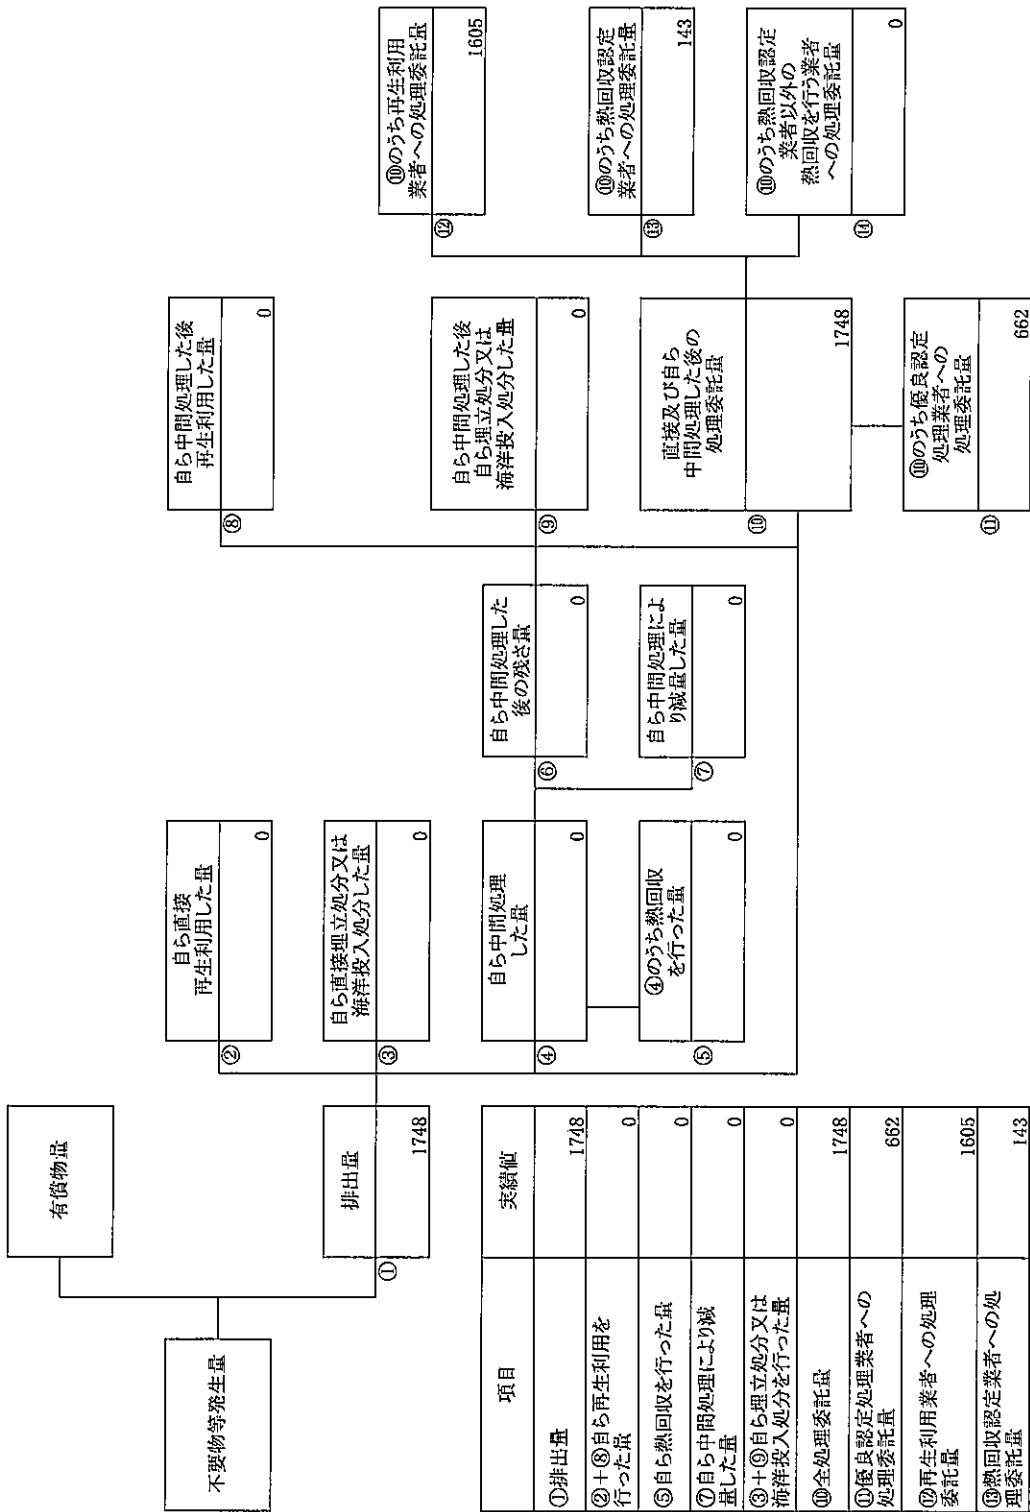 有償物量
不要物等発生量
①
排出量
1748
②
自ら直接
再生利用した量
0
③
自ら直接埋立処分又は
海洋投入処分した量
0
④
自ら中間処理
した量
0
⑤
④のうち熱回収
を行った量
0
⑥
自ら中間処理した
後の残さ量
0
⑦
自ら中間処理によ
り減量した量
0
⑧
自ら中間処理した後
再生利用した量
0
⑨
自ら中間処理した後
自ら埋立処分又は
海洋投入処分した量
0
⑩
直接及び自ら
中間処理した後の
処理委託量
1748
⑪
⑩のうち優良認定
処理業者への
処理委託量
662
⑫
⑩のうち再生利用
業者への処理委託量
1605
⑬
⑩のうち熱回収認定
業者への処理委託量
143
⑭
⑩のうち熱回収認定
業者以外の
熱回収を行う業者
への処理委託量
0
項目 実績値
①排出量 1748
②+⑧自ら再生利用を
行った量 0
⑤自ら熱回収を行った量 0
⑦自ら中間処理により減
量した量 0
③+⑨自ら埋立処分又は
海洋投入処分を行った量 0
⑩全処理委託量 1748
⑪優良認定処理業者への
処理委託量 662
⑫再生利用業者への処理
委託量 1605
⑬熱回収認定業者への処
理委託量 143